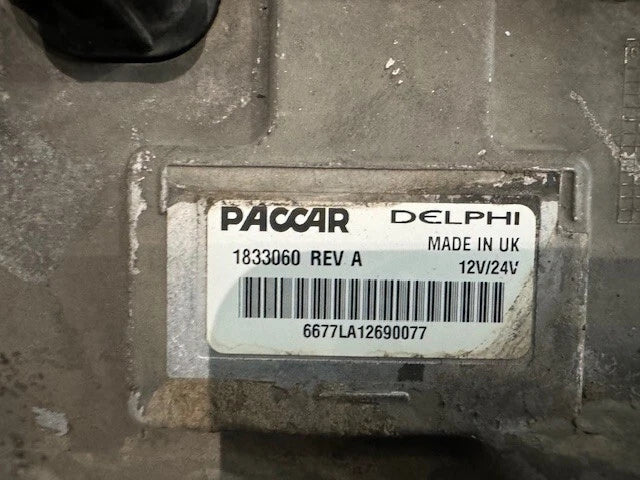 PACCAR DELPHI
MADE IN UK
1833060 REV A
12V/24V
6677LA12690077